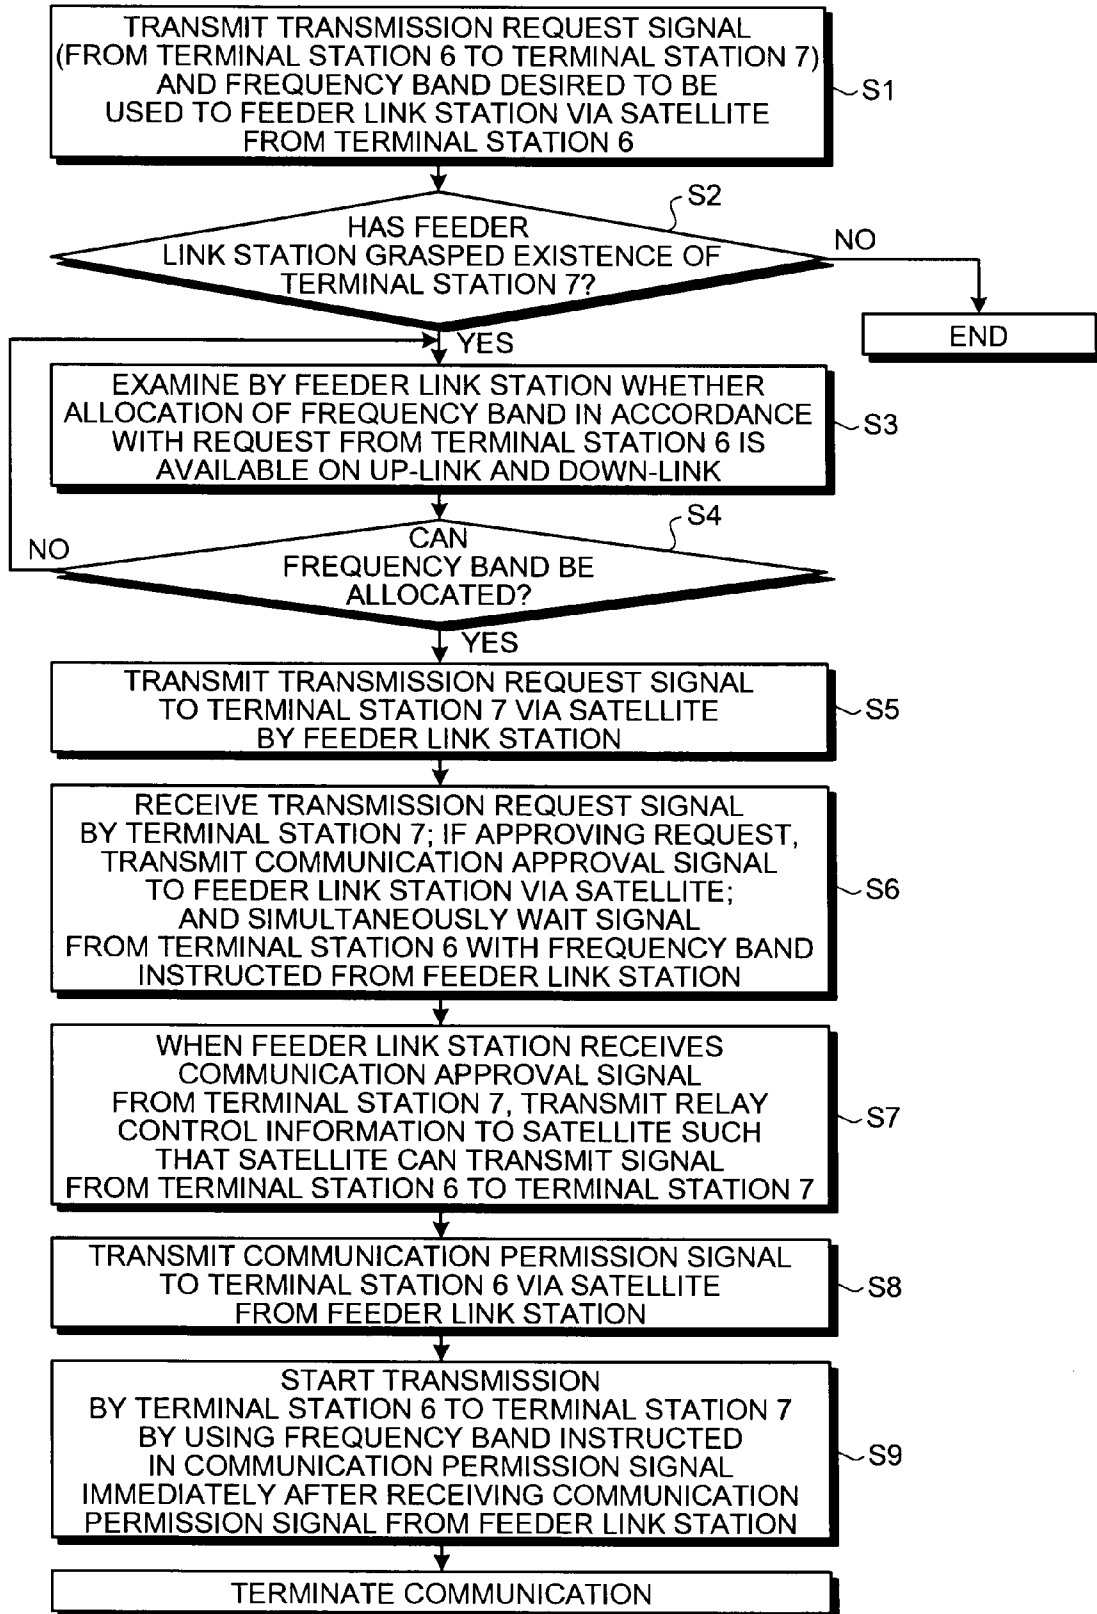 TRANSMIT TRANSMISSION REQUEST SIGNAL
(FROM TERMINAL STATION 6 TO TERMINAL STATION 7)
AND FREQUENCY BAND DESIRED TO BE
USED TO FEEDER LINK STATION VIA SATELLITE
FROM TERMINAL STATION 6
S1
S2
HAS FEEDER
LINK STATION GRASPED EXISTENCE OF
TERMINAL STATION 7?
NO
END
YES
EXAMINE BY FEEDER LINK STATION WHETHER
ALLOCATION OF FREQUENCY BAND IN ACCORDANCE
WITH REQUEST FROM TERMINAL STATION 6 IS
AVAILABLE ON UP-LINK AND DOWN-LINK
S3
S4
CAN
FREQUENCY BAND BE
ALLOCATED?
NO
YES
TRANSMIT TRANSMISSION REQUEST SIGNAL
TO TERMINAL STATION 7 VIA SATELLITE
BY FEEDER LINK STATION
S5
RECEIVE TRANSMISSION REQUEST SIGNAL
BY TERMINAL STATION 7; IF APPROVING REQUEST,
TRANSMIT COMMUNICATION APPROVAL SIGNAL
TO FEEDER LINK STATION VIA SATELLITE;
AND SIMULTANEOUSLY WAIT SIGNAL
FROM TERMINAL STATION 6 WITH FREQUENCY BAND
INSTRUCTED FROM FEEDER LINK STATION
S6
WHEN FEEDER LINK STATION RECEIVES
COMMUNICATION APPROVAL SIGNAL
FROM TERMINAL STATION 7, TRANSMIT RELAY
CONTROL INFORMATION TO SATELLITE SUCH
THAT SATELLITE CAN TRANSMIT SIGNAL
FROM TERMINAL STATION 6 TO TERMINAL STATION 7
S7
TRANSMIT COMMUNICATION PERMISSION SIGNAL
TO TERMINAL STATION 6 VIA SATELLITE
FROM FEEDER LINK STATION
S8
START TRANSMISSION
BY TERMINAL STATION 6 TO TERMINAL STATION 7
BY USING FREQUENCY BAND INSTRUCTED
IN COMMUNICATION PERMISSION SIGNAL
IMMEDIATELY AFTER RECEIVING COMMUNICATION
PERMISSION SIGNAL FROM FEEDER LINK STATION
S9
TERMINATE COMMUNICATION